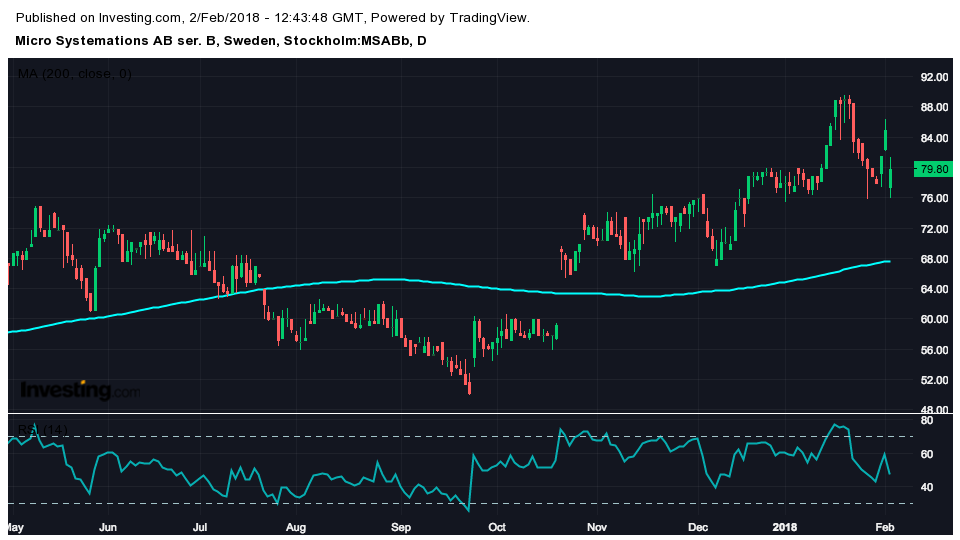 Published on Investing.com, 2/Feb/2018 - 12:43:48 GMT, Powered by TradingView.
Micro Systemations AB ser. B, Sweden, Stockholm:MSABb, D
MA (200, close, 0)
92.00
88.00
84.00
79.80
76.00
72.00
68.00
64.00
60.00
56.00
52.00
48.00
Investing.com
RSI (14)
80
60
40
May Jun Jul Aug Sep Oct Nov Dec 2018 Feb